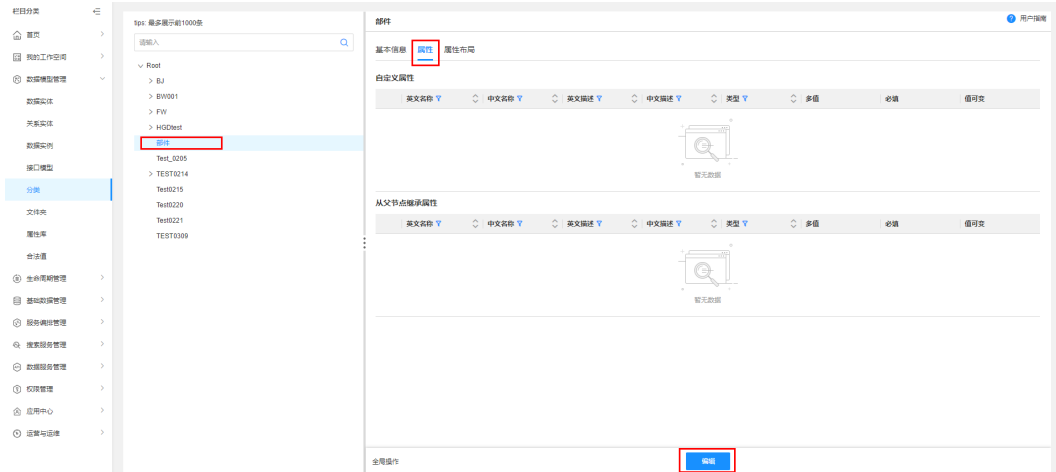 栏目分类
首页
我的工作空间
数据模型管理
数据实体
关系实体
数据实例
接口模型
分类
文件夹
属性库
合法值
生命周期管理
基础数据管理
服务编排管理
搜索服务管理
数据服务管理
权限管理
应用中心
运营与运维
tips: 最多展示前1000条
请输入
Root
BJ
BW001
FW
HGDtest
部件
Test_0205
TEST0214
Test0215
Test0220
Test0221
TEST0309
部件
用户指南
基本信息 属性 属性布局
自定义属性
英文名称 中文名称 英文描述 中文描述 类型 多值 必填 值可变
暂无数据
从父节点继承属性
英文名称 中文名称 英文描述 中文描述 类型 多值 必填 值可变
暂无数据
全局操作 编辑